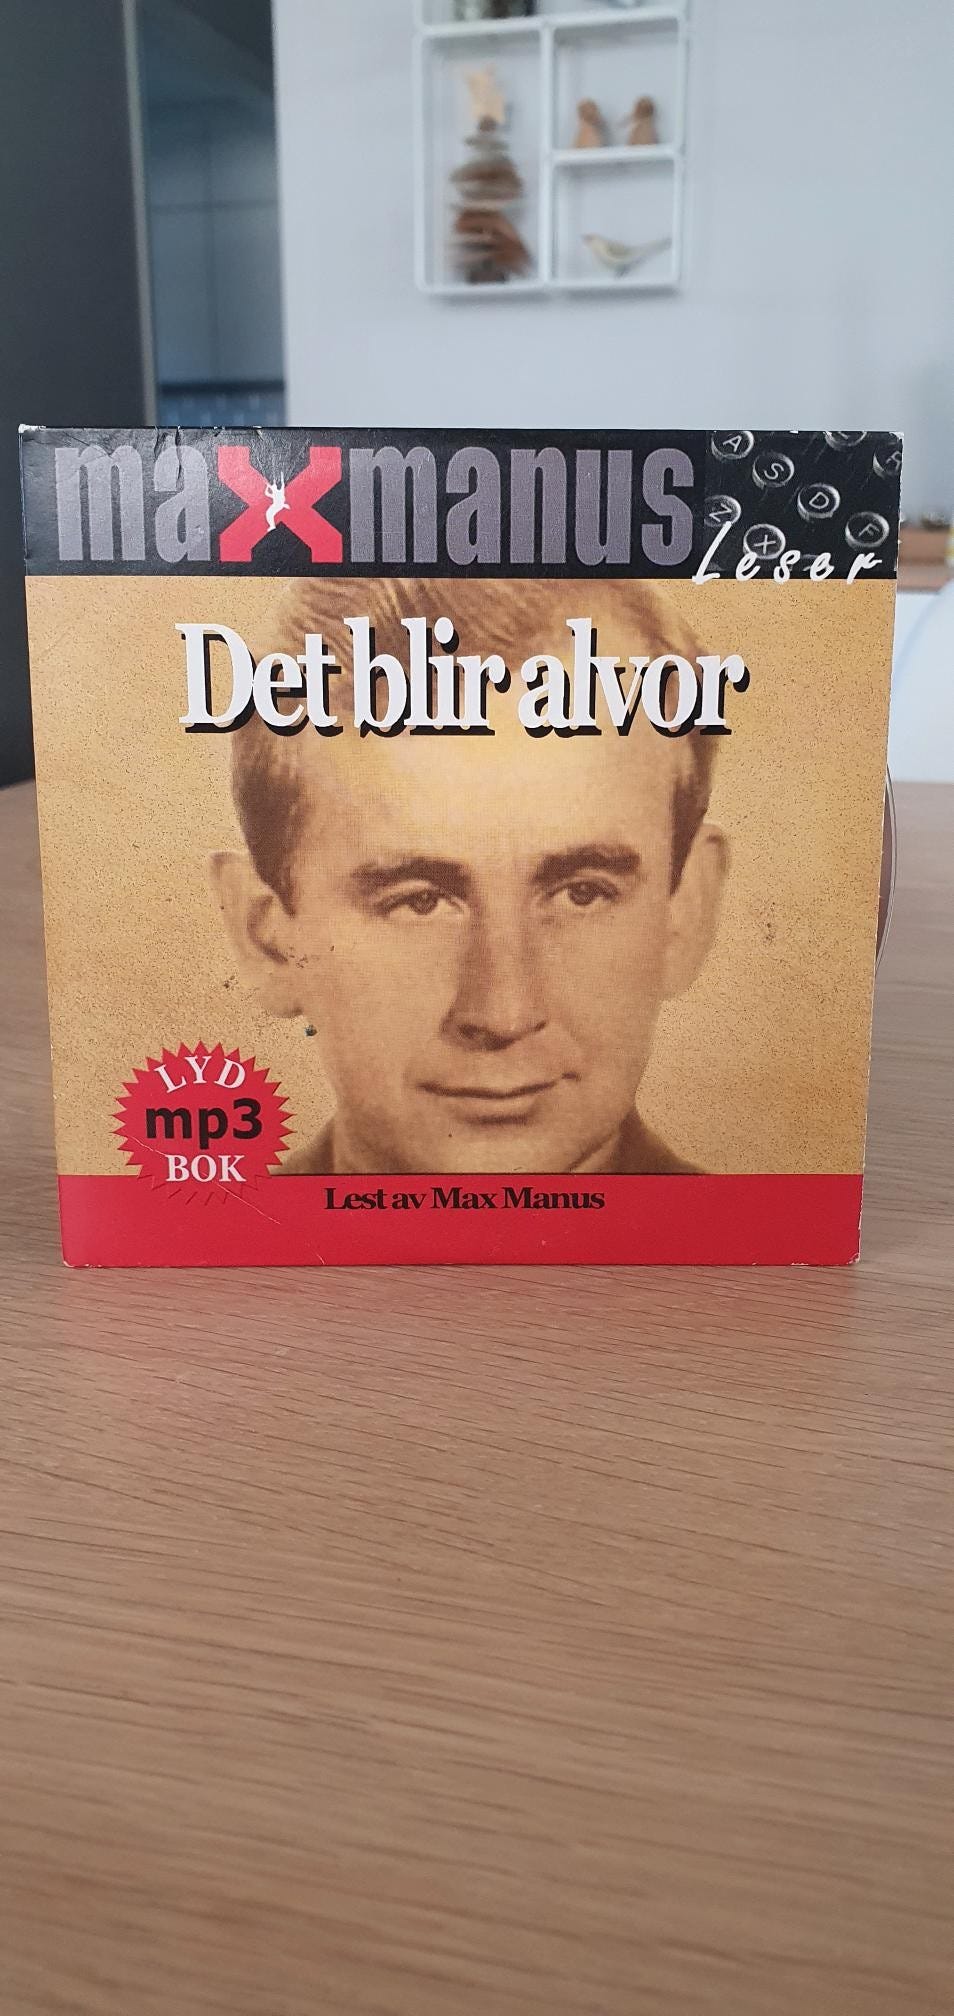 maxmanus
Leser
A
S
D
F
Z
X
Det blir alvor
LYD
mp3
BOK
Lest av Max Manus